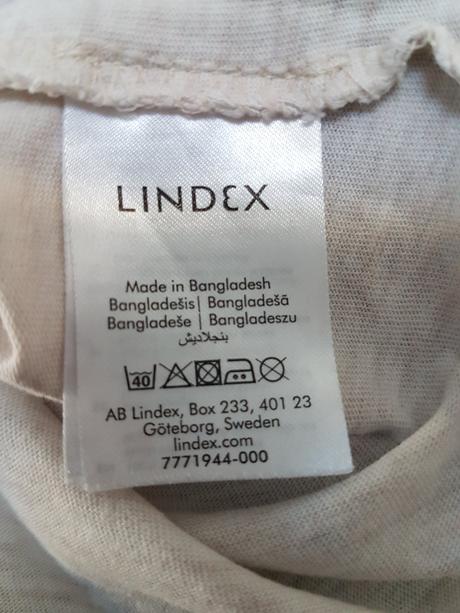 LINDEX
Made in Bangladesh
Bangladešis| Bangladešā
Bangladeše | Bangladeszu
بنجلاديش
40
AB Lindex, Box 233, 401 23
Göteborg, Sweden
lindex.com
7771944-000